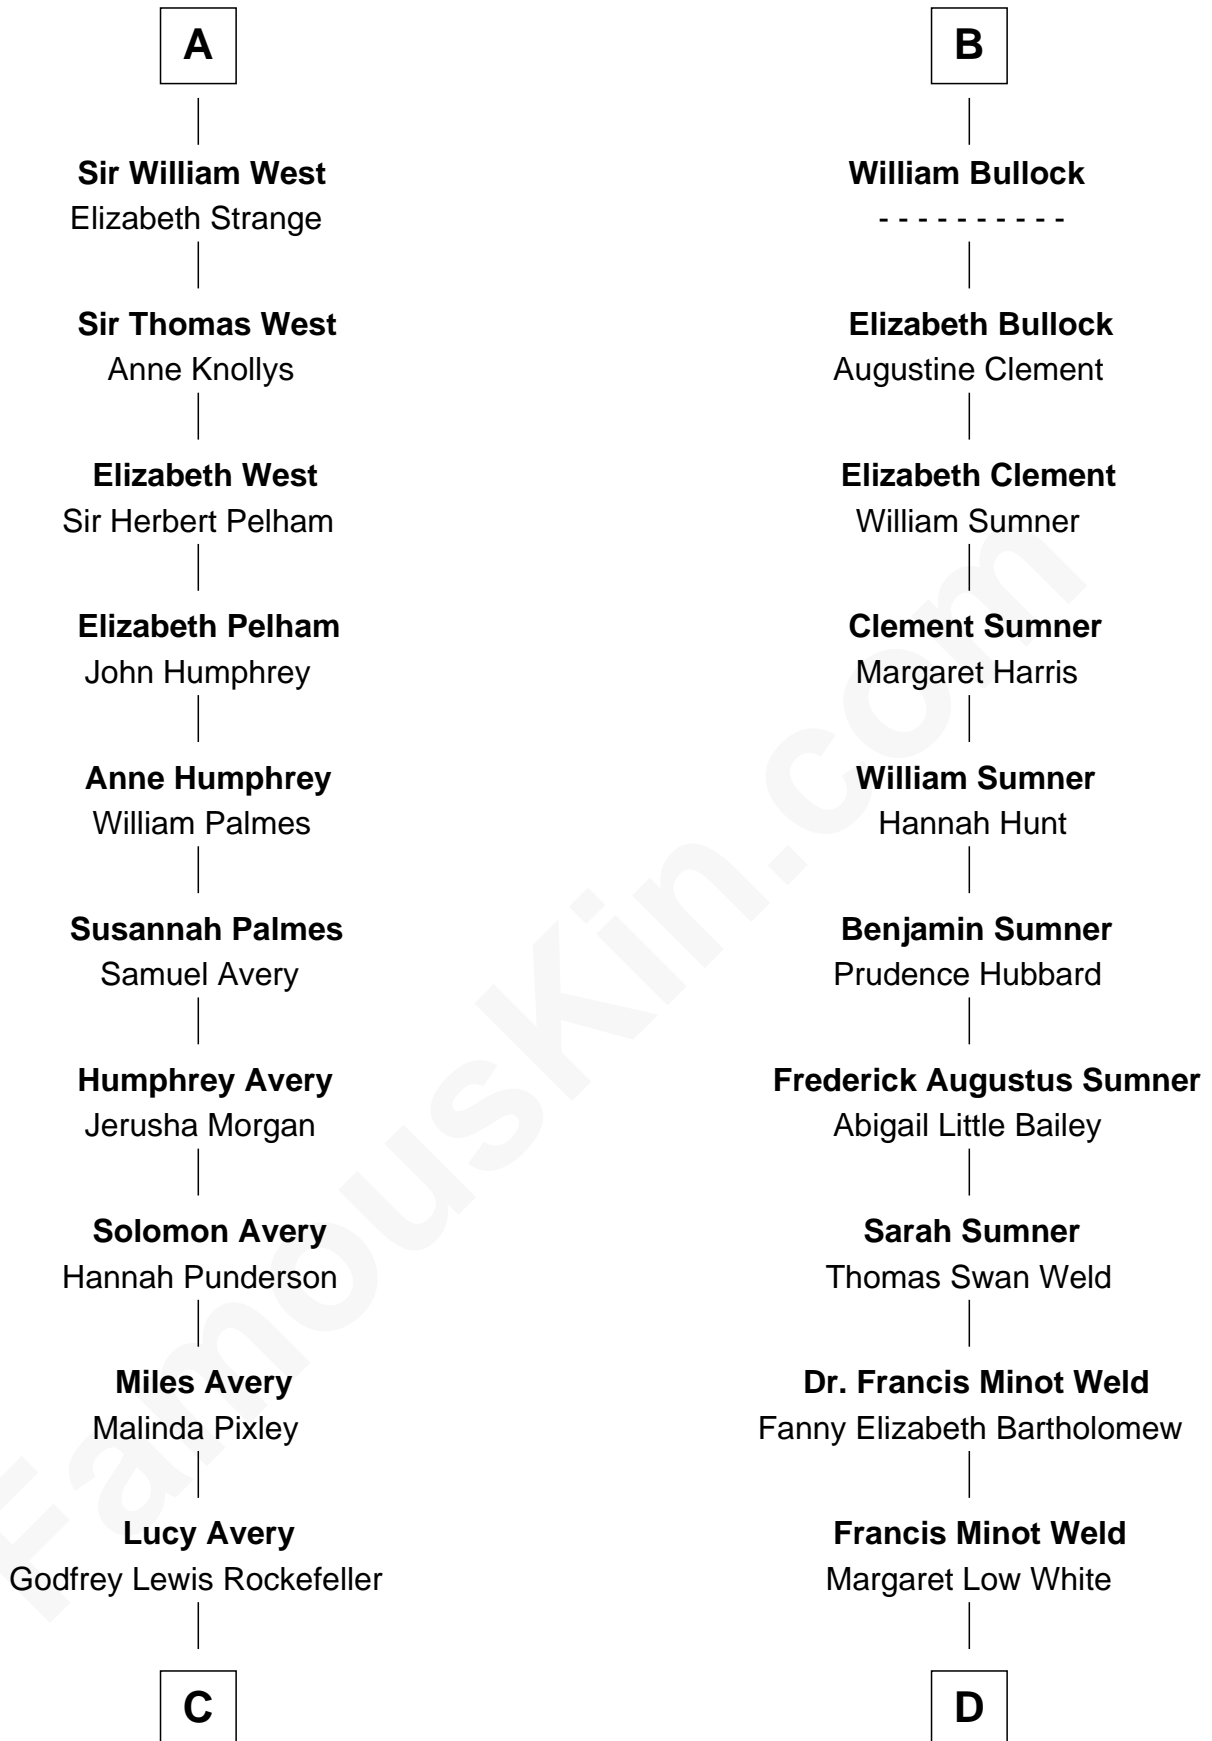 A
Sir William West
Elizabeth Strange
Sir Thomas West
Anne Knollys
Elizabeth West
Sir Herbert Pelham
Elizabeth Pelham
John Humphrey
Anne Humphrey
William Palmes
Susannah Palmes
Samuel Avery
Humphrey Avery
Jerusha Morgan
Solomon Avery
Hannah Punderson
Miles Avery
Malinda Pixley
Lucy Avery
Godfrey Lewis Rockefeller
C
B
William Bullock
- - - - - - - - - -
Elizabeth Bullock
Augustine Clement
Elizabeth Clement
William Sumner
Clement Sumner
Margaret Harris
William Sumner
Hannah Hunt
Benjamin Sumner
Prudence Hubbard
Frederick Augustus Sumner
Abigail Little Bailey
Sarah Sumner
Thomas Swan Weld
Dr. Francis Minot Weld
Fanny Elizabeth Bartholomew
Francis Minot Weld
Margaret Low White
D
FamousKin.com